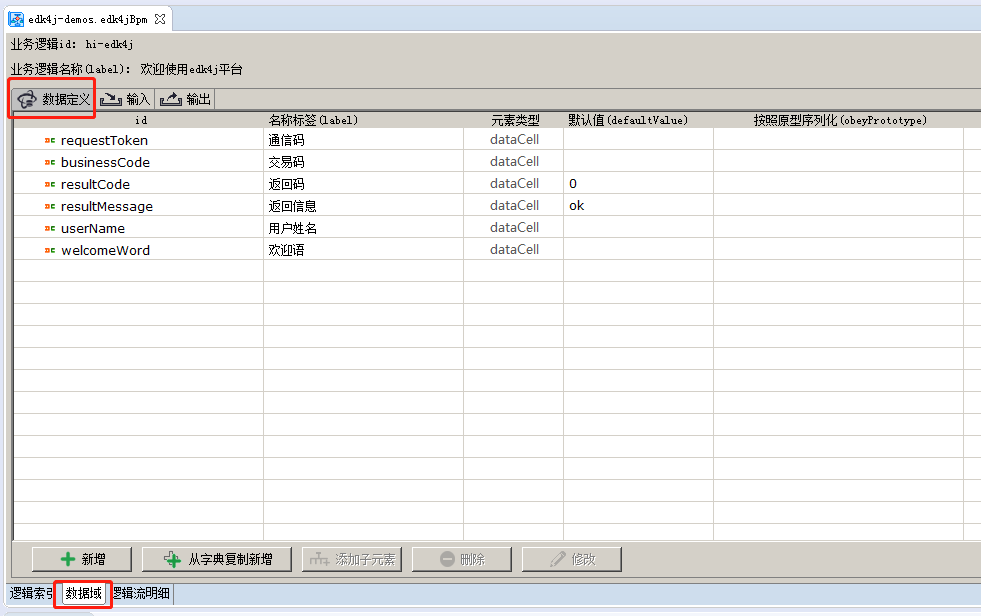 edk4j-demos.edk4jBpm
业务逻辑id: hi-edk4j
业务逻辑名称(label): 欢迎使用edk4j平台
数据定义 输入 输出
id 名称标签(label) 元素类型 默认值(defaultValue) 按照原型序列化(obeyPrototype)
requestToken 通信码 dataCell
businessCode 交易码 dataCell
resultCode 返回码 dataCell 0
resultMessage 返回信息 dataCell ok
userName 用户姓名 dataCell
welcomeWord 欢迎语 dataCell
新增 从字典复制新增 添加子元素 删除 修改
逻辑索引 数据域 逻辑流明细